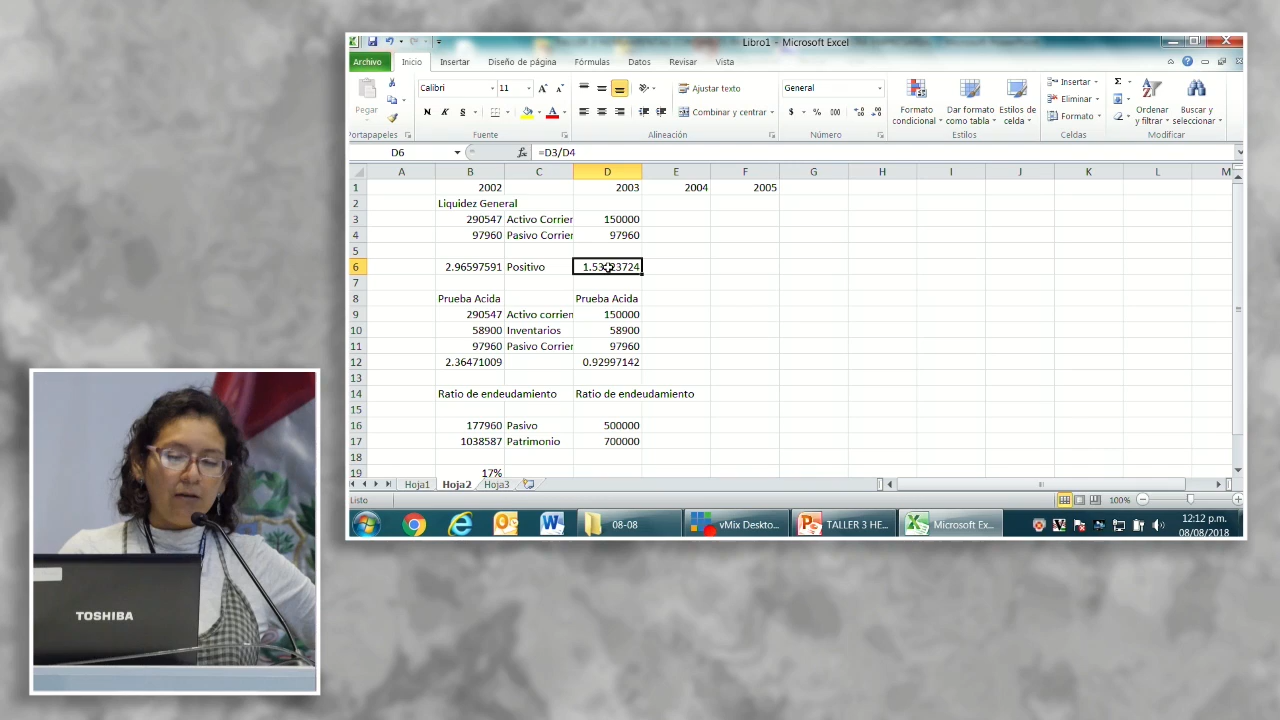 Libro1 - Microsoft Excel
Archivo Inicio Insertar Diseño de página Fórmulas Datos Revisar Vista
Pegar
Calibri 11
Ajustar texto
General
Insertar
Eliminar
Formato
N K S
Combinar y centrar
$ % 000
Formato condicional
Dar formato como tabla
Estilos de celda
Ordenar y filtrar
Buscar y seleccionar
Portapapeles Fuente Alineación Número Estilos Celdas Modificar
D6 fx =D3/D4
A B C D E F G H I J K L M
1 2002 2003 2004 2005
2 Liquidez General
3 290547 Activo Corrier 150000
4 97960 Pasivo Corrier 97960
5
6 2.96597591 Positivo
7
8 Prueba Acida Prueba Acida
9 290547 Activo corrien 150000
10 58900 Inventarios 58900
11 97960 Pasivo Corrier 97960
12 2.36471009 0.92997142
13
14 Ratio de endeudamiento Ratio de endeudamiento
15
16 177960 Pasivo 500000
17 1038587 Patrimonio 700000
18
19 17%
Hoja1 Hoja2 Hoja3
Listo 100%
08-08 vMix Deskto... TALLER 3 HE... Microsoft Ex...
12:12 p.m.
08/08/2018
TOSHIBA